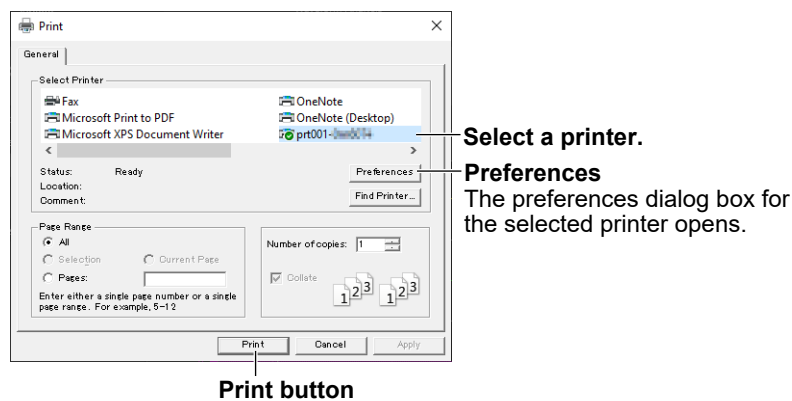 Print
General
Select Printer
Fax
OneNote
Microsoft Print to PDF
OneNote (Desktop)
Microsoft XPS Document Writer
prt001-
Select a printer.
Status: Ready
Preferences
Preferences
Location:
The preferences dialog box for
the selected printer opens.
Comment:
Find Printer...
Page Range
All
Number of copies: 1
Selection
Current Page
Pages:
Collate
1 2 3 1 2 3
Enter either a single page number or a single
page range. For example, 5-12
Print
Cancel
Apply
Print button